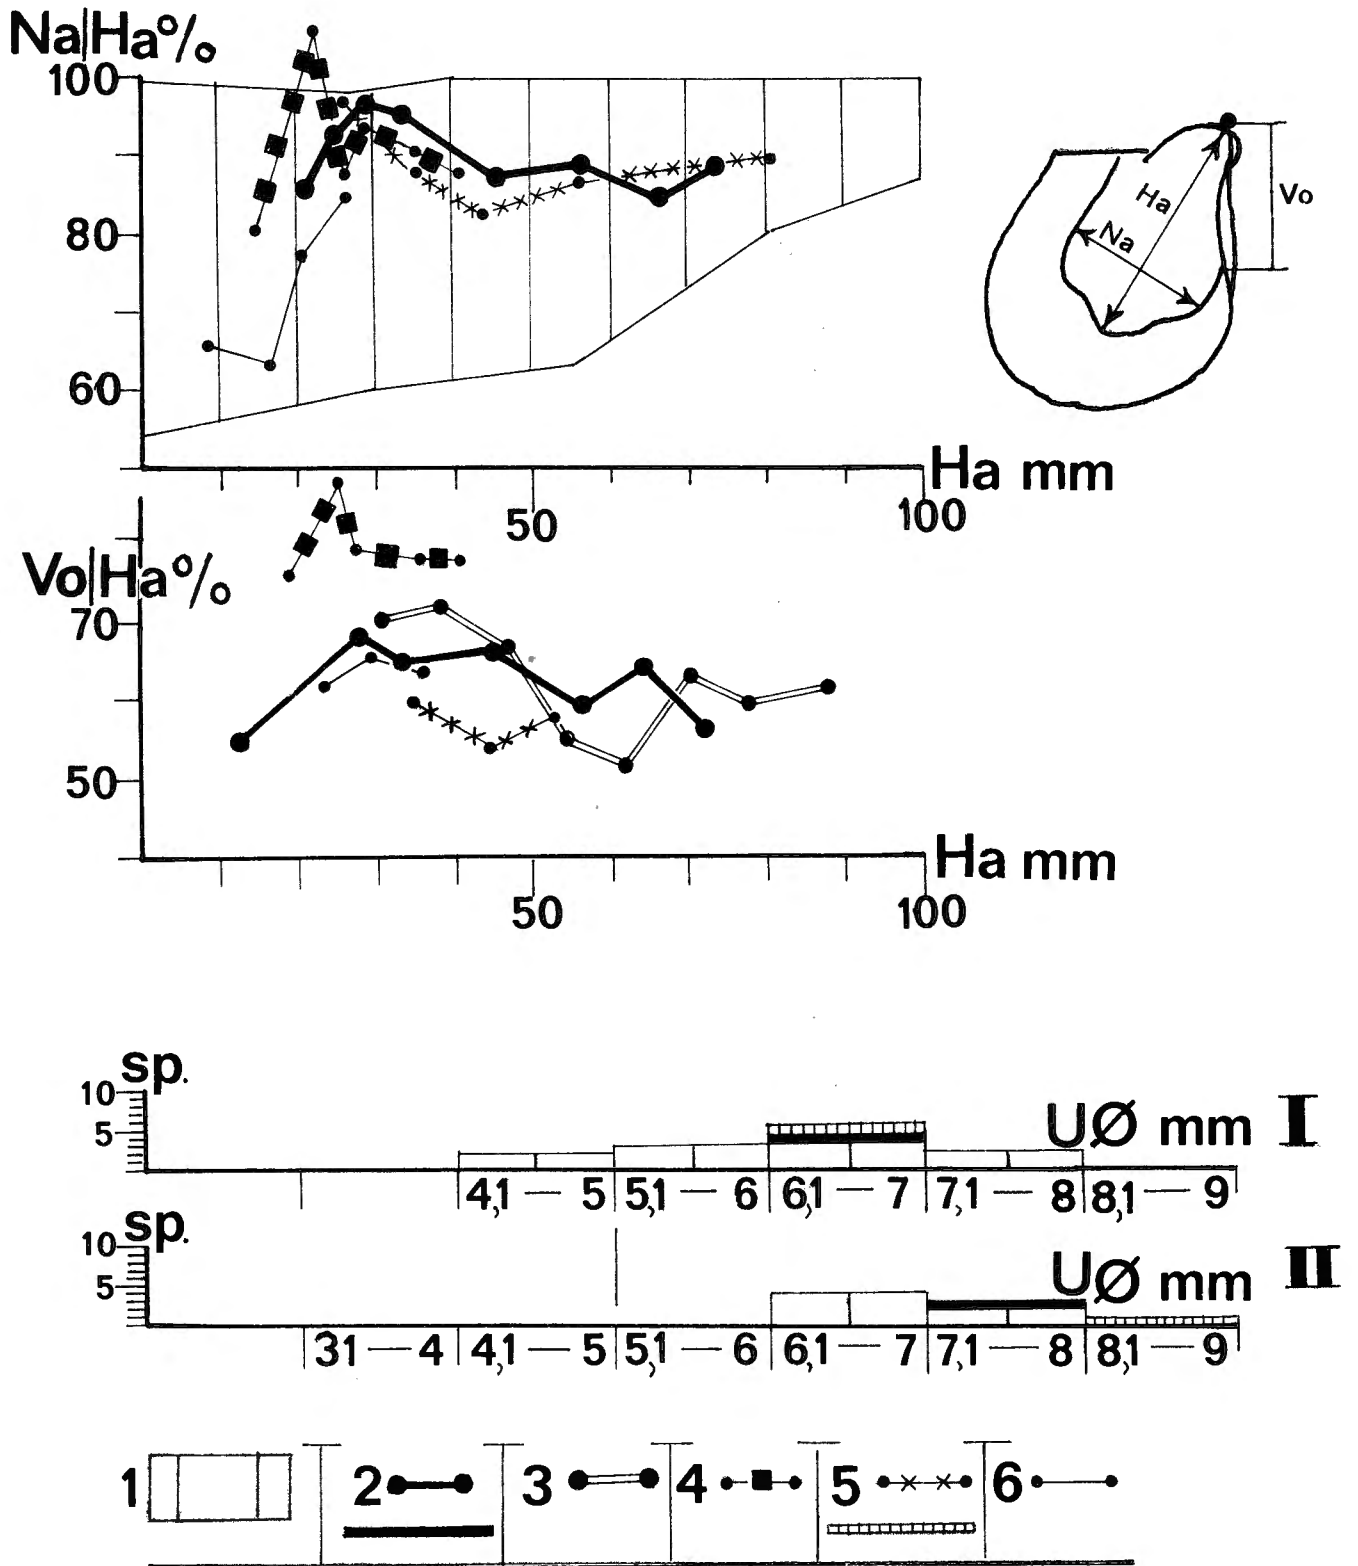 Na|Ha%
100
80
60
Ha
Na
Vo
Ha mm
50
100
Vo|Ha%
70
50
Ha mm
50
100
sp.
10
5
UØ mm I
4,1 — 5 5,1 — 6 6,1 — 7 7,1 — 8 8,1 — 9
sp.
10
5
UØ mm II
31 — 4 4,1 — 5 5,1 — 6 6,1 — 7 7,1 — 8 8,1 — 9
1 2 3 4 5 6